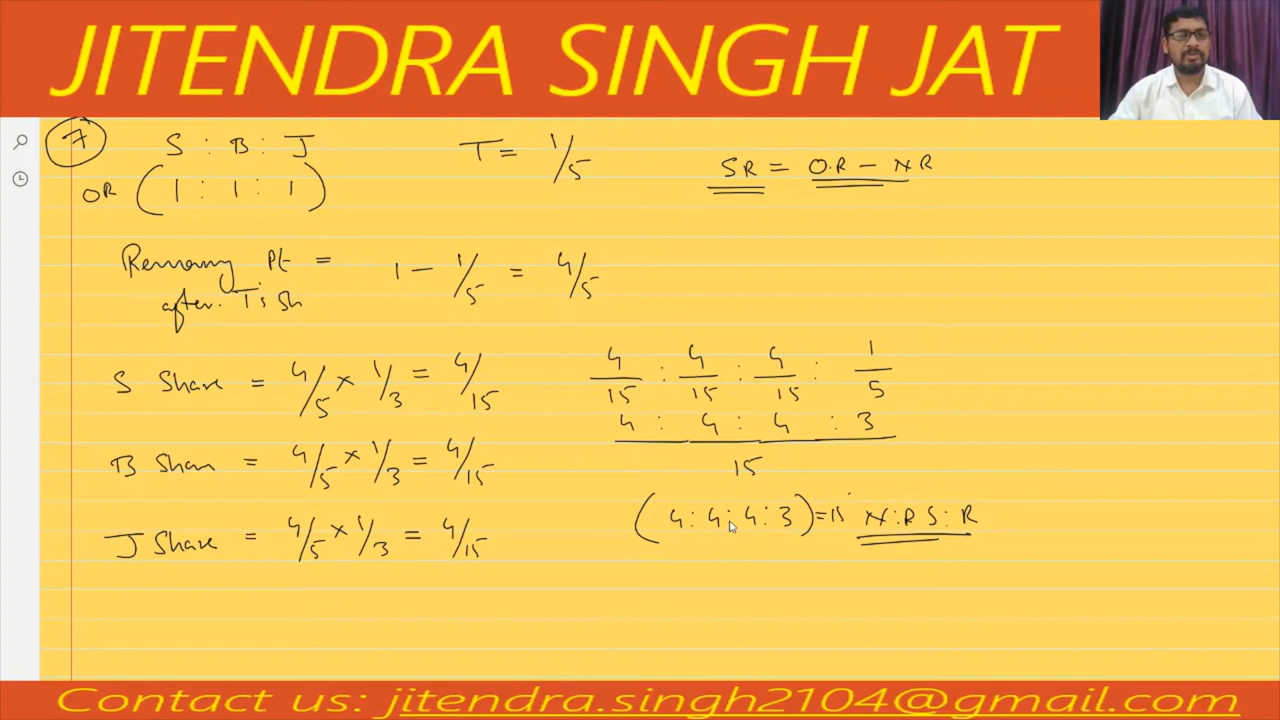 JITENDRA SINGH JAT
7
S : B : J
OR (1 : 1 : 1)
T = 1/5
SR = O.R - N R
Remaing Pt = 1 - 1/5 = 4/5
after T's Sh
S Share = 4/5 × 1/3 = 4/15
B Shan = 4/5 × 1/3 = 4/15
J Share = 4/5 × 1/3 = 4/15
4/15 : 4/15 : 4/15 : 1/5
4 : 4 : 4 : 3
15
(4 : 4 : 4 : 3) = 15 N:R S:R
Contact us: jitendra.singh2104@gmail.com